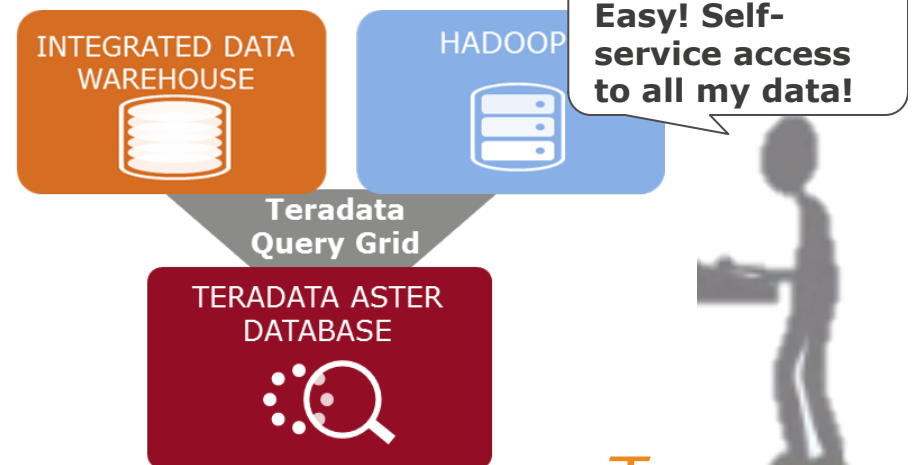 INTEGRATED DATA
WAREHOUSE
HADOOP
Easy! Self-
service access
to all my data!
Teradata
Query Grid
TERADATA ASTER
DATABASE